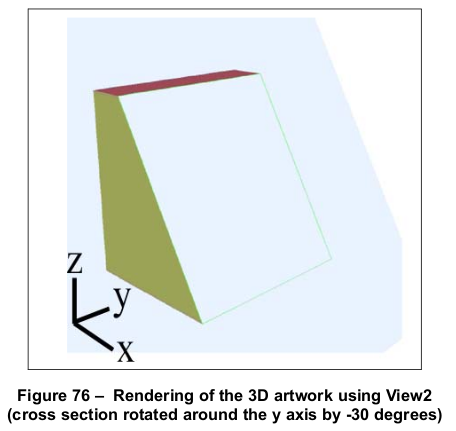 z
y
x
Figure 76 – Rendering of the 3D artwork using View2
(cross section rotated around the y axis by -30 degrees)